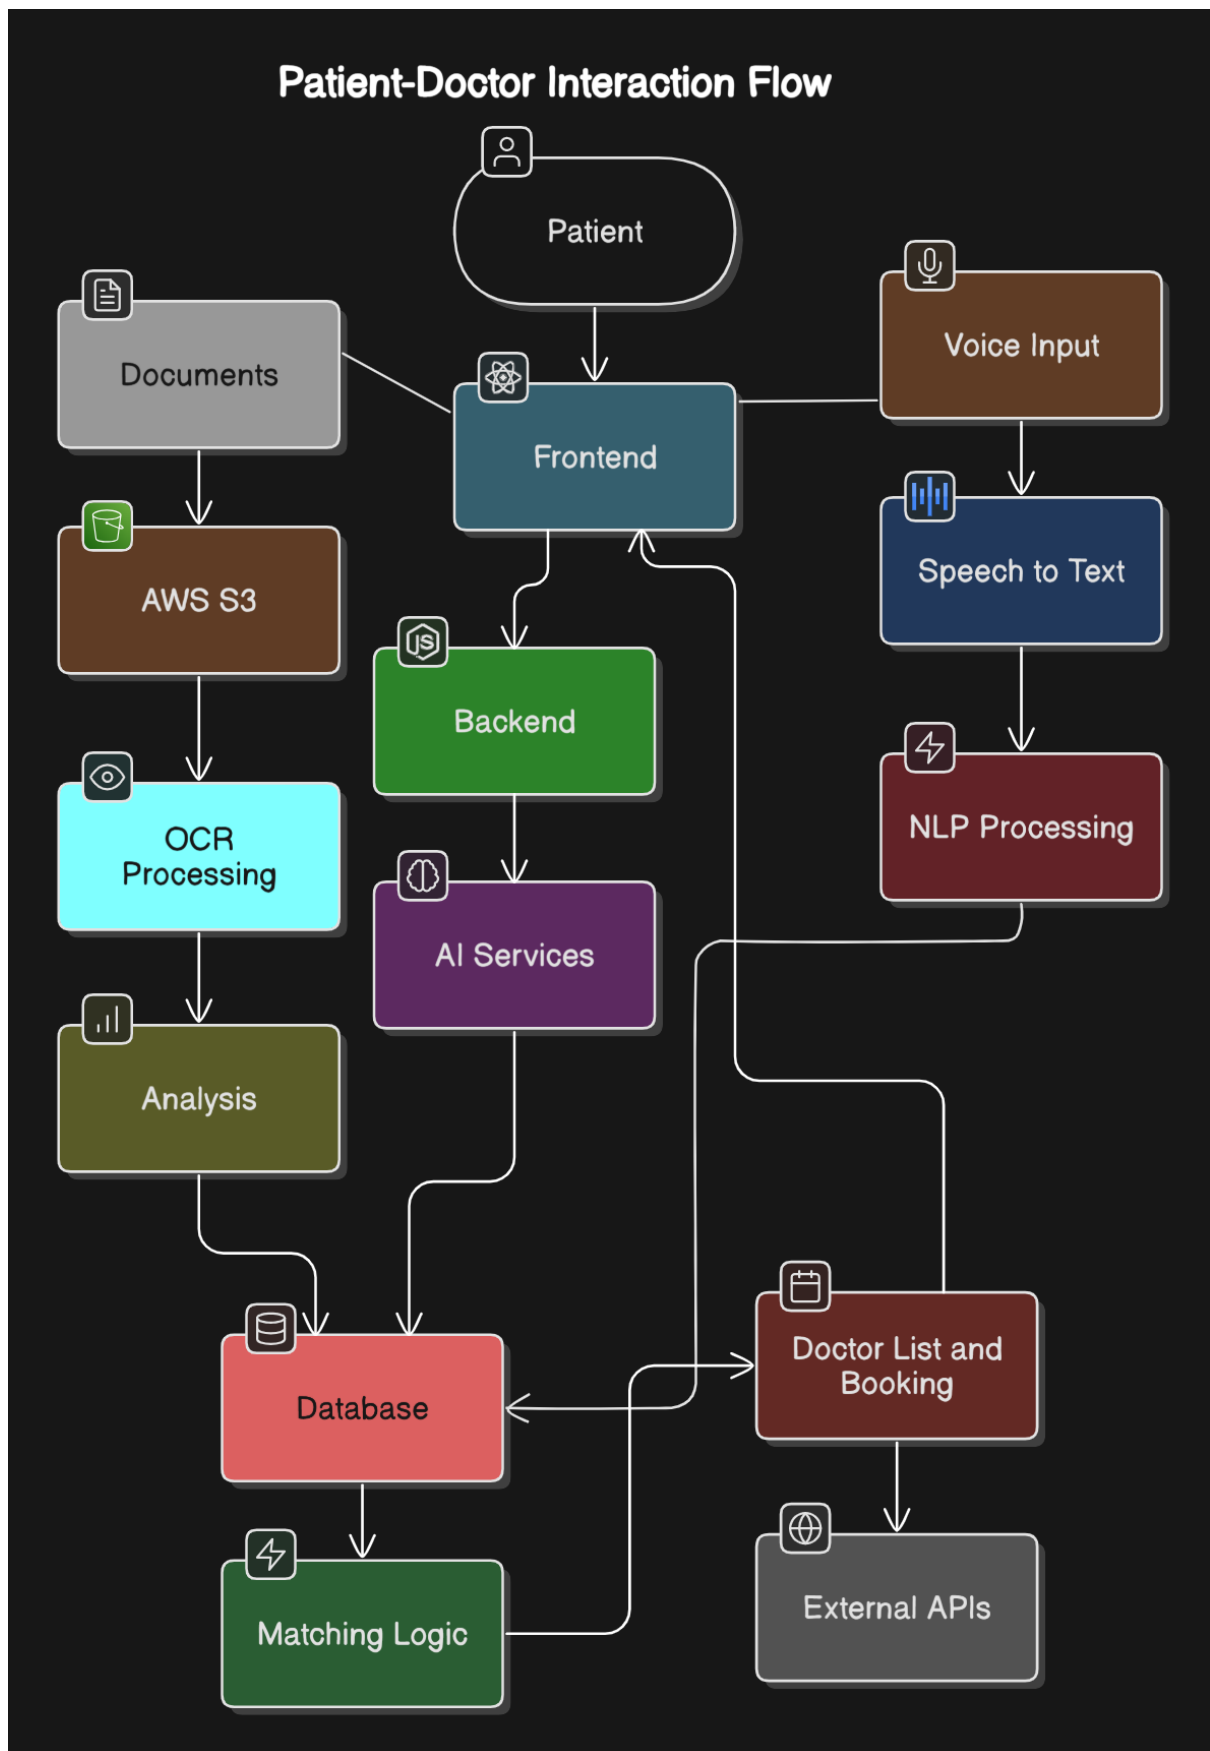 Patient-Doctor Interaction Flow
Patient
Documents
Voice Input
Frontend
AWS S3
Speech to Text
JS
Backend
OCR
Processing
NLP Processing
AI Services
Analysis
Database
Doctor List and
Booking
Matching Logic
External APIs